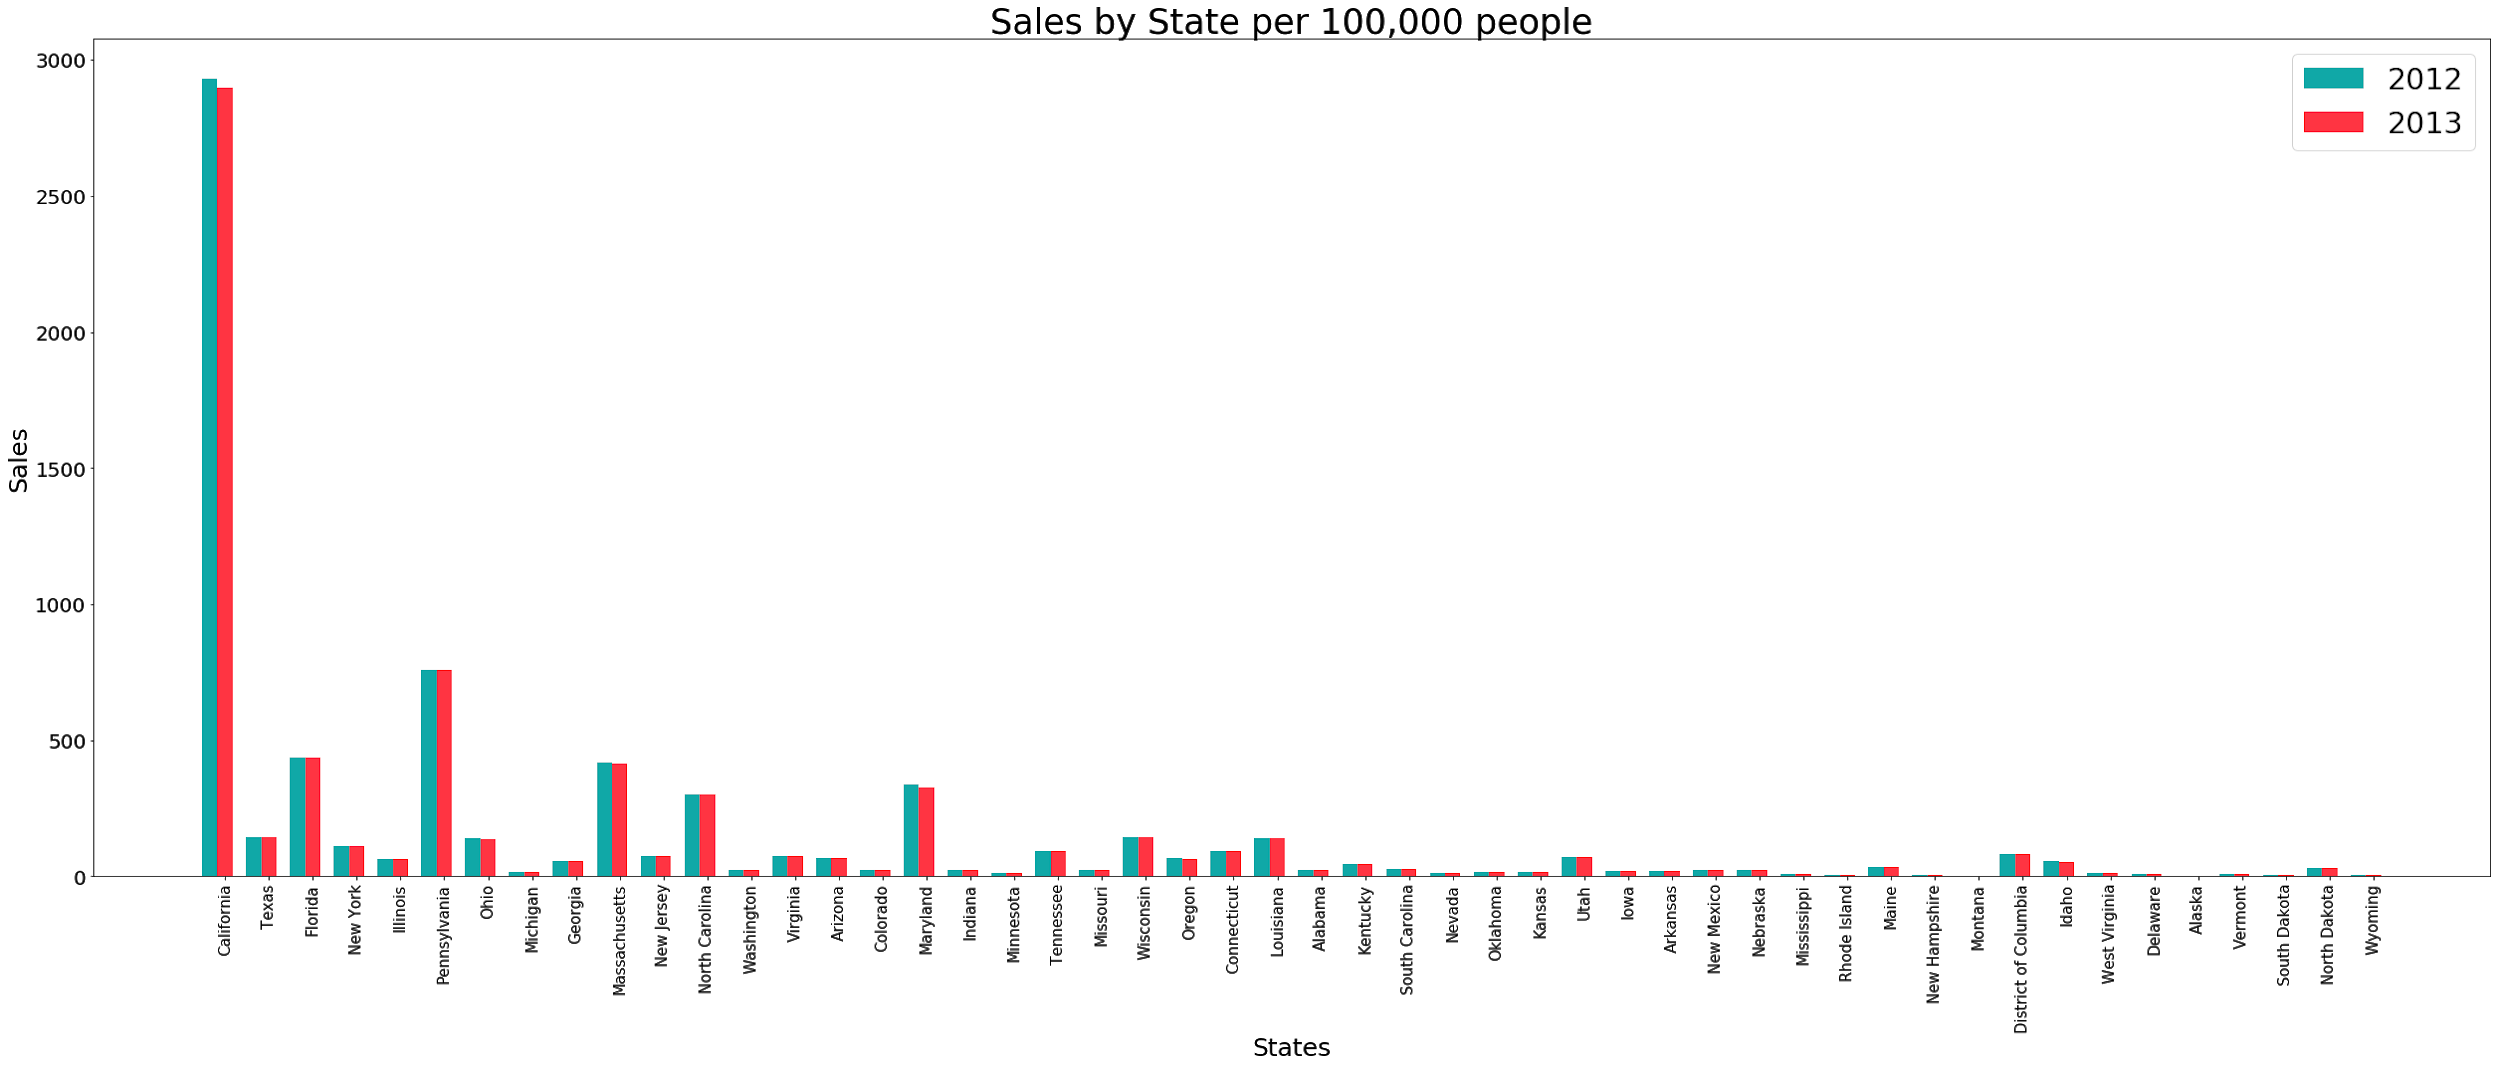 Sales by State per 100,000 people
2012
2013
3000
2500
2000
1500
1000
500
0
Sales
California
Texas
Florida
New York
Illinois
Pennsylvania
Ohio
Michigan
Georgia
Massachusetts
New Jersey
North Carolina
Washington
Virginia
Arizona
Colorado
Maryland
Indiana
Minnesota
Tennessee
Missouri
Wisconsin
Oregon
Connecticut
Louisiana
Alabama
Kentucky
South Carolina
Nevada
Oklahoma
Kansas
Utah
Iowa
Arkansas
New Mexico
Nebraska
Mississippi
Rhode Island
Maine
New Hampshire
Montana
District of Columbia
Idaho
West Virginia
Delaware
Alaska
Vermont
South Dakota
North Dakota
Wyoming
States